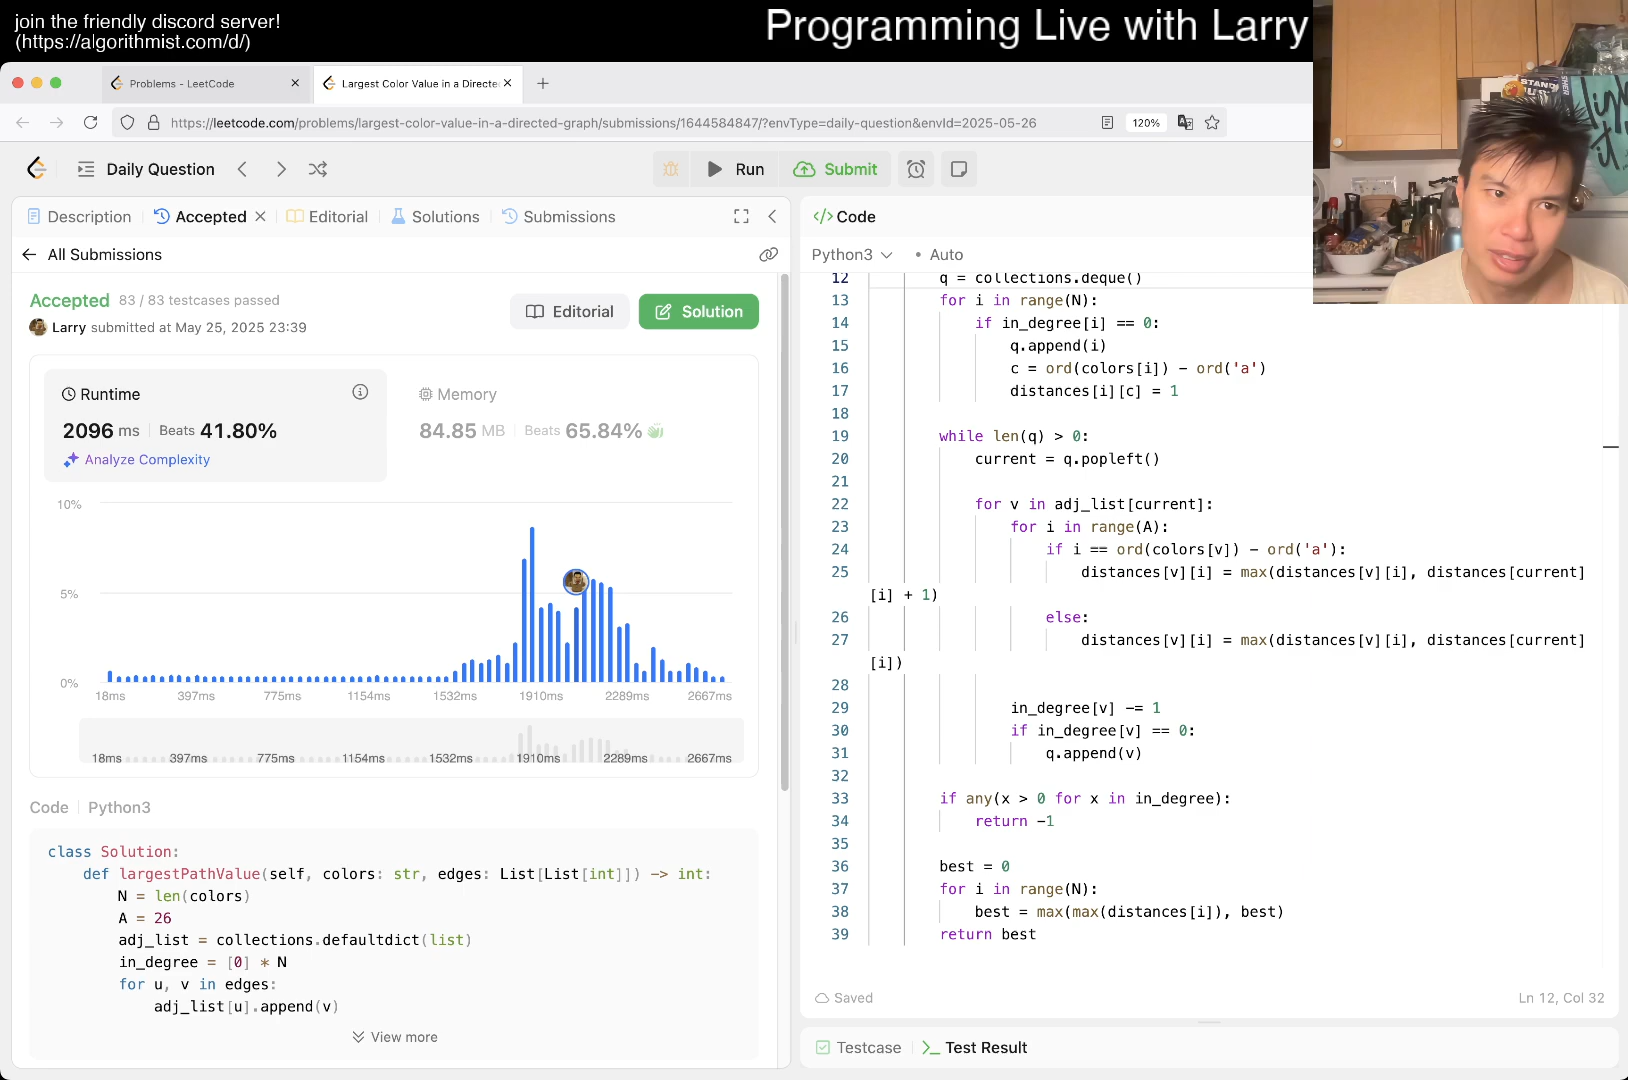 join the friendly discord server!
(https://algorithmist.com/d/)
Programming Live with Larry
Problems - LeetCode
Largest Color Value in a Directe
https://leetcode.com/problems/largest-color-value-in-a-directed-graph/submissions/1644584847/?envType=daily-question&envId=2025-05-26
120%
Daily Question
Run
Submit
Description
Accepted
Editorial
Solutions
Submissions
</> Code
All Submissions
Python3
• Auto
Accepted 83 / 83 testcases passed
Larry submitted at May 25, 2025 23:39
Editorial
Solution
Runtime
2096 ms | Beats 41.80%
Analyze Complexity
Memory
84.85 MB | Beats 65.84%
10%
5%
0%
18ms 397ms 775ms 1154ms 1532ms 1910ms 2289ms 2667ms
18ms 397ms 775ms 1154ms 1532ms 1910ms 2289ms 2667ms
Code | Python3
class Solution:
def largestPathValue(self, colors: str, edges: List[List[int]]) -> int:
N = len(colors)
A = 26
adj_list = collections.defaultdict(list)
in_degree = [0] * N
for u, v in edges:
adj_list[u].append(v)
View more
12 q = collections.deque()
13 for i in range(N):
14 if in_degree[i] == 0:
15 q.append(i)
16 c = ord(colors[i]) - ord('a')
17 distances[i][c] = 1
18
19 while len(q) > 0:
20 current = q.popleft()
21
22 for v in adj_list[current]:
23 for i in range(A):
24 if i == ord(colors[v]) - ord('a'):
25 distances[v][i] = max(distances[v][i], distances[current]
[i] + 1)
26 else:
27 distances[v][i] = max(distances[v][i], distances[current]
[i])
28
29 in_degree[v] -= 1
30 if in_degree[v] == 0:
31 q.append(v)
32
33 if any(x > 0 for x in in_degree):
34 return -1
35
36 best = 0
37 for i in range(N):
38 best = max(max(distances[i]), best)
39 return best
Saved
Ln 12, Col 32
Testcase
Test Result